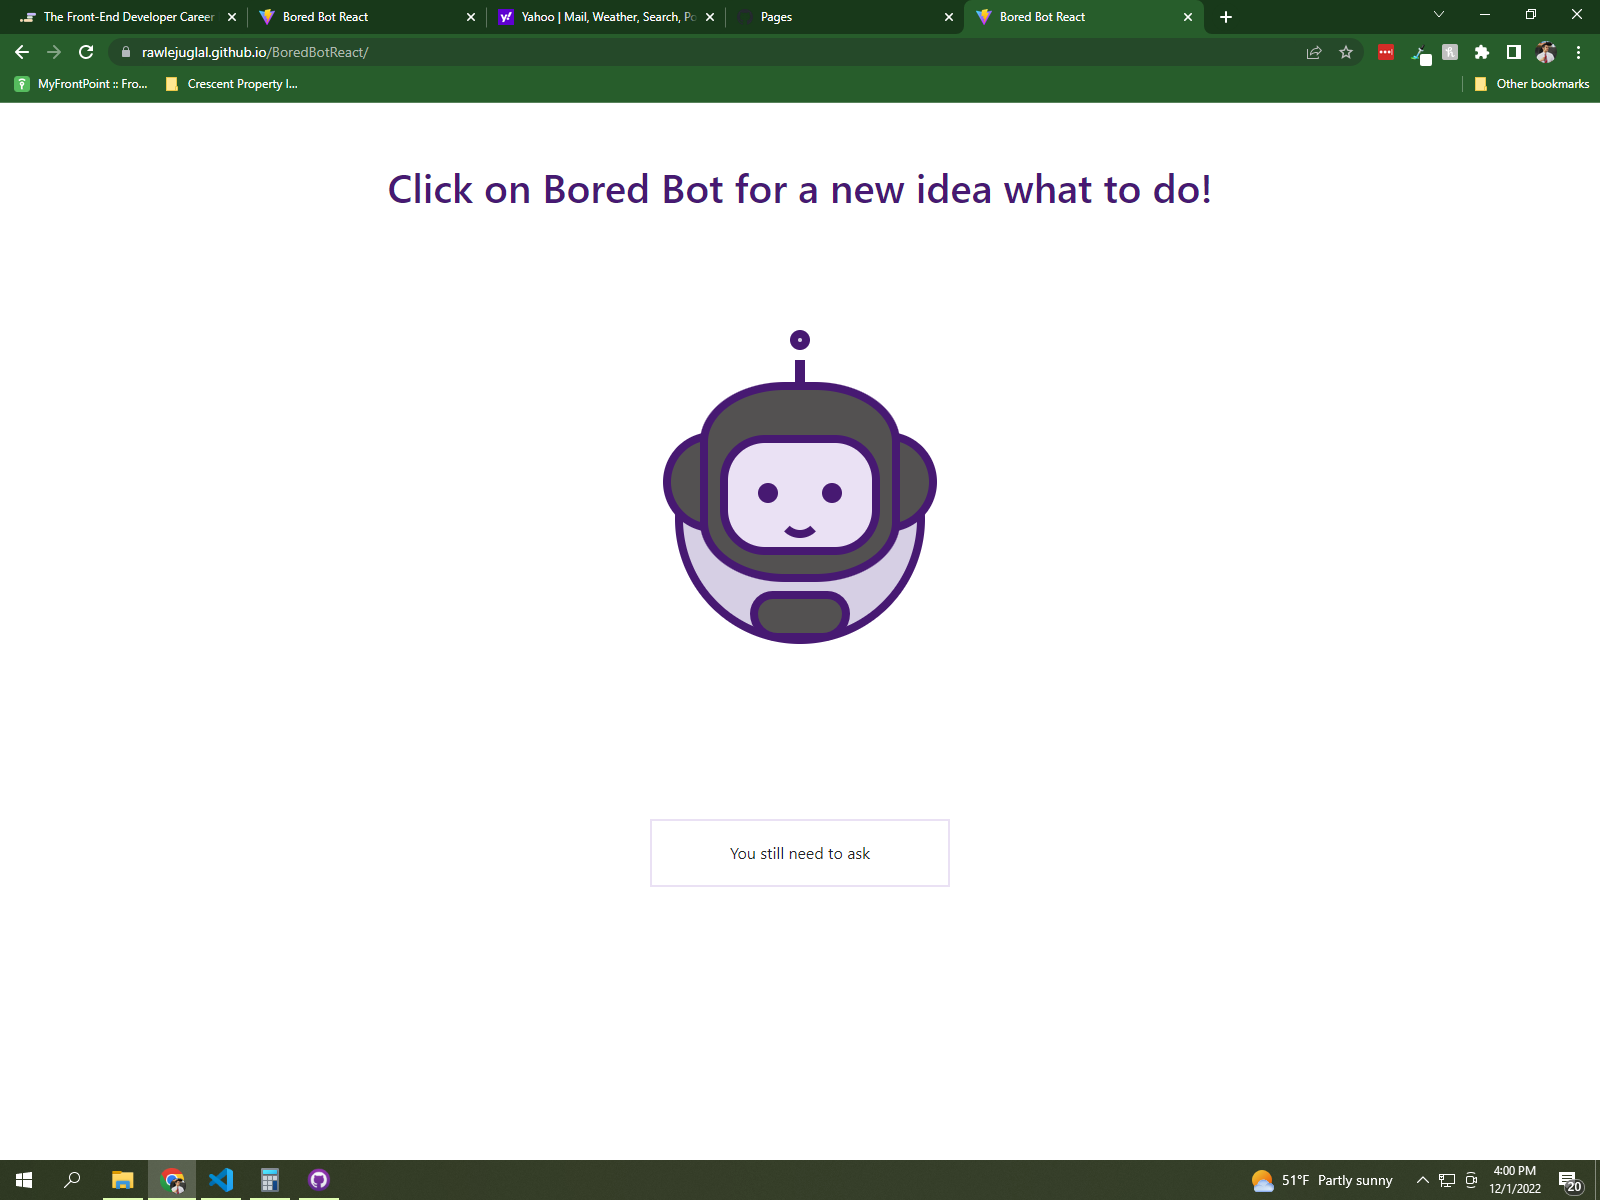 The Front-End Developer Career
Bored Bot React
Yahoo | Mail, Weather, Search, Po
Pages
Bored Bot React
rawlejuglal.github.io/BoredBotReact/
MyFrontPoint :: Fro...
Crescent Property I...
Other bookmarks
Click on Bored Bot for a new idea what to do!
You still need to ask
51°F Partly sunny
4:00 PM
12/1/2022
20